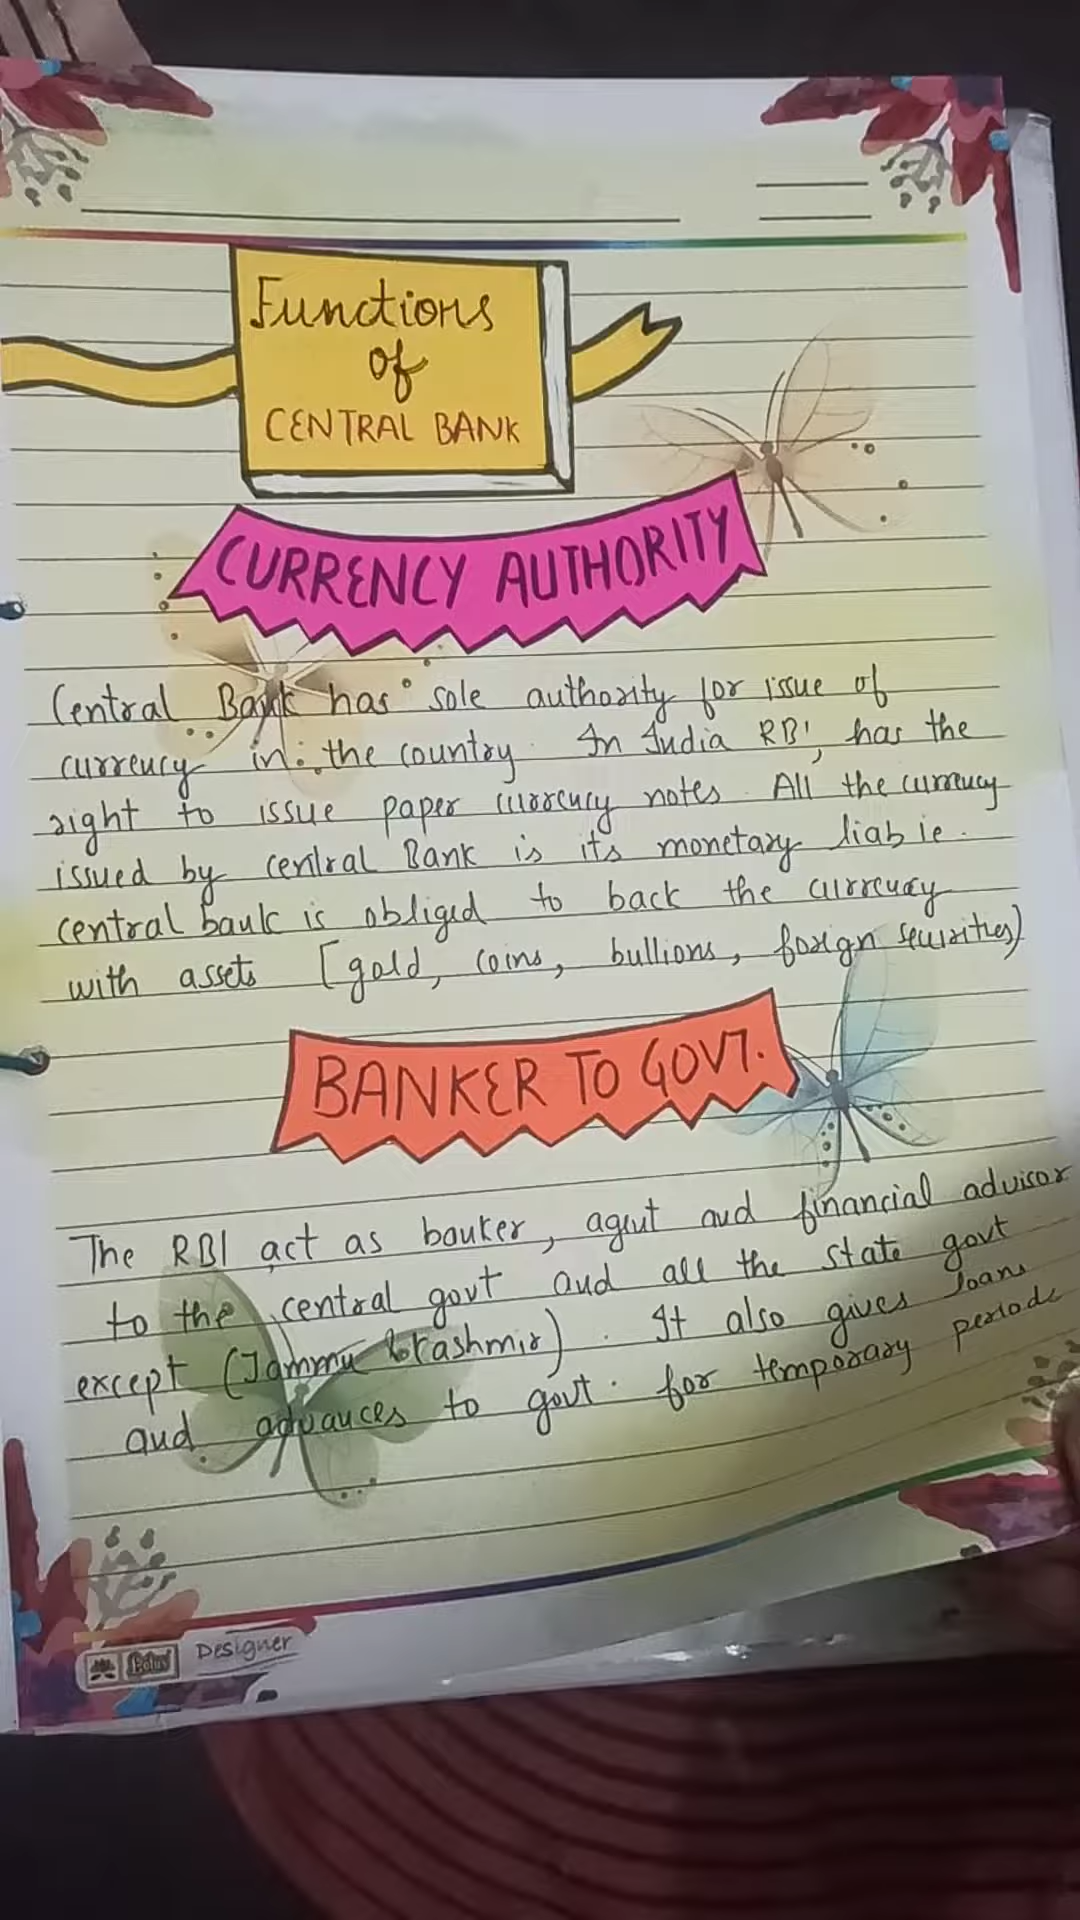 Functions
of
CENTRAL BANK
CURRENCY AUTHORITY
Central Bank has sole authority for issue of
currency in the country. In India RBI, has the
right to issue paper currency notes. All the currency
issued by central Bank is its monetary liab ie.
central bank is obliged to back the currency
with assets [gold, coins, bullions, forign securities)
BANKER TO GOVT.
The RBI act as banker, agent and financial advisor
to the central govt and all the state govt
except (Jammu & Kashmir). It also gives loans
and advances to govt. for temporary periods
Lotus Designer